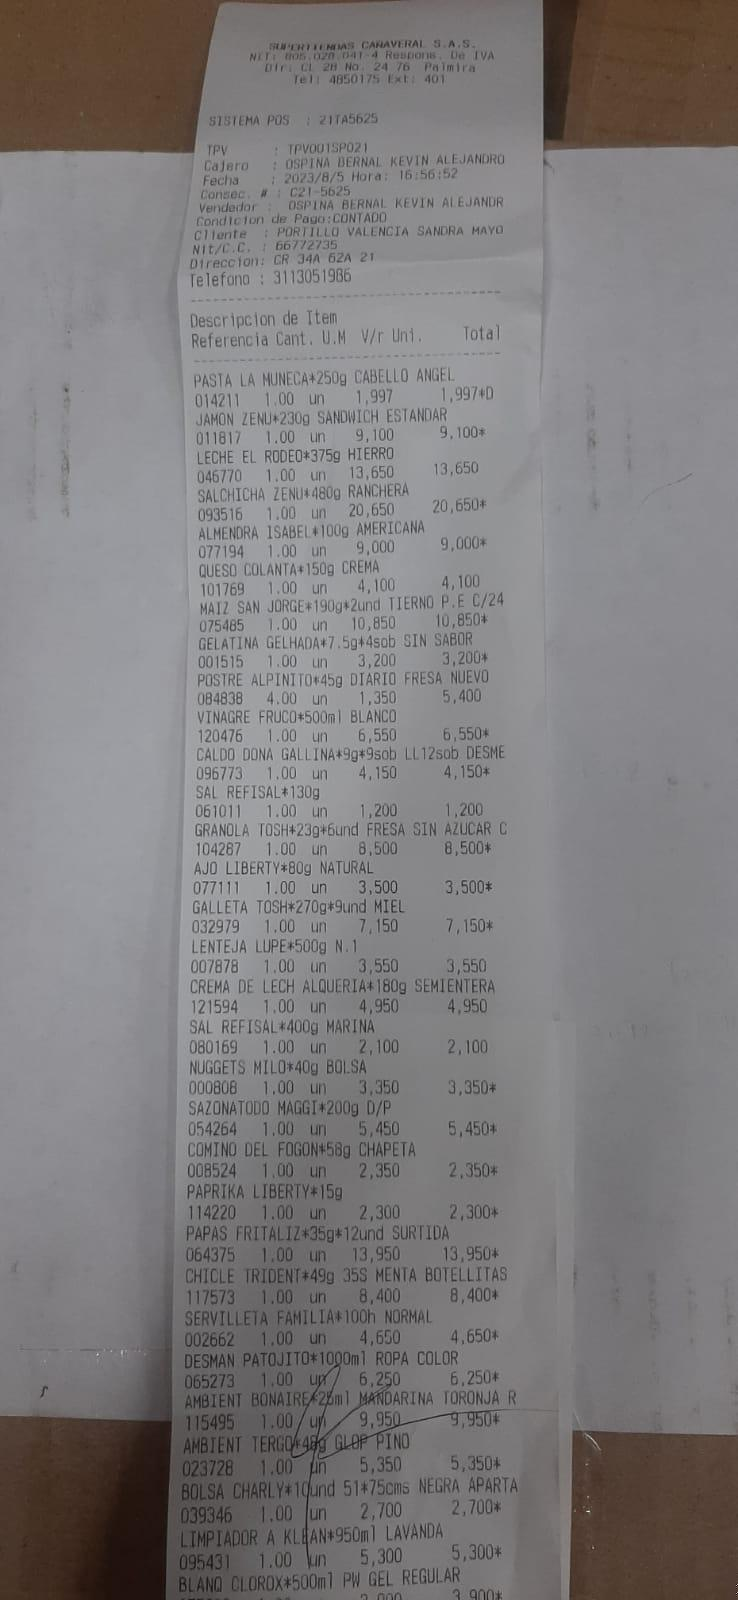 SUPERTIENDAS CAÑAVERAL S.A.S.
NIT: 805.028.041-4 Respons. De IVA
Dir: CL 28 No. 24 76 Palmira
Tel: 4850175 Ext: 401
SISTEMA POS : 21TA5625
TPV : TPV001SP021
Cajero : OSPINA BERNAL KEVIN ALEJANDRO
Fecha : 2023/8/5 Hora: 16:56:52
Consec. # : C21-5625
Vendedor : OSPINA BERNAL KEVIN ALEJANDR
Condicion de Pago:CONTADO
Cliente : PORTILLO VALENCIA SANDRA MAYO
Nit/C.C. : 66772735
Direccion: CR 34A 62A 21
Telefono : 3113051986
Descripcion de Item
Referencia Cant. U.M V/r Uni. Total
PASTA LA MUNECA*250g CABELLO ANGEL
014211 1.00 un 1,997 1,997*D
JAMON ZENU*230g SANDWICH ESTANDAR
011817 1.00 un 9,100 9,100*
LECHE EL RODEO*375g HIERRO
046770 1.00 un 13,650 13,650
SALCHICHA ZENU*480g RANCHERA
093516 1.00 un 20,650 20,650*
ALMENDRA ISABEL*100g AMERICANA
077194 1.00 un 9,000 9,000*
QUESO COLANTA*150g CREMA
101769 1.00 un 4,100 4,100
MAIZ SAN JORGE*190g*2und TIERNO P.E C/24
075485 1.00 un 10,850 10,850*
GELATINA GELHADA*7.5g*4sob SIN SABOR
001515 1.00 un 3,200 3,200*
POSTRE ALPINITO*45g DIARIO FRESA NUEVO
084838 4.00 un 1,350 5,400
VINAGRE FRUCO*500ml BLANCO
120476 1.00 un 6,550 6,550*
CALDO DONA GALLINA*9g*9sob LL12sob DESME
096773 1.00 un 4,150 4,150*
SAL REFISAL*130g
061011 1.00 un 1,200 1,200
GRANOLA TOSH*23g*6und FRESA SIN AZUCAR C
104287 1.00 un 8,500 8,500*
AJO LIBERTY*80g NATURAL
077111 1.00 un 3,500 3,500*
GALLETA TOSH*270g*9und MIEL
032979 1.00 un 7,150 7,150*
LENTEJA LUPE*500g N.1
007878 1.00 un 3,550 3,550
CREMA DE LECH ALQUERIA*180g SEMIENTERA
121594 1.00 un 4,950 4,950
SAL REFISAL*400g MARINA
080169 1.00 un 2,100 2,100
NUGGETS MILO*40g BOLSA
000808 1.00 un 3,350 3,350*
SAZONATODO MAGGI*200g D/P
054264 1.00 un 5,450 5,450*
COMINO DEL FOGON*58g CHAPETA
008524 1.00 un 2,350 2,350*
PAPRIKA LIBERTY*15g
114220 1.00 un 2,300 2,300*
PAPAS FRITALIZ*35g*12und SURTIDA
064375 1.00 un 13,950 13,950*
CHICLE TRIDENT*49g 35S MENTA BOTELLITAS
117573 1.00 un 8,400 8,400*
SERVILLETA FAMILIA*100h NORMAL
002662 1.00 un 4,650 4,650*
DESMAN PATOJITO*1000ml ROPA COLOR
065273 1.00 un 6,250 6,250*
AMBIENT BONAIRE*25ml MANDARINA TORONJA R
115495 1.00 un 9,950 9,950*
AMBIENT TERGO*48g GLOP PINO
023728 1.00 un 5,350 5,350*
BOLSA CHARLY*10und 51*75cms NEGRA APARTA
039346 1.00 un 2,700 2,700*
LIMPIADOR A KLEAN*950ml LAVANDA
095431 1.00 un 5,300 5,300*
BLANQ CLOROX*500ml PW GEL REGULAR
3,900*